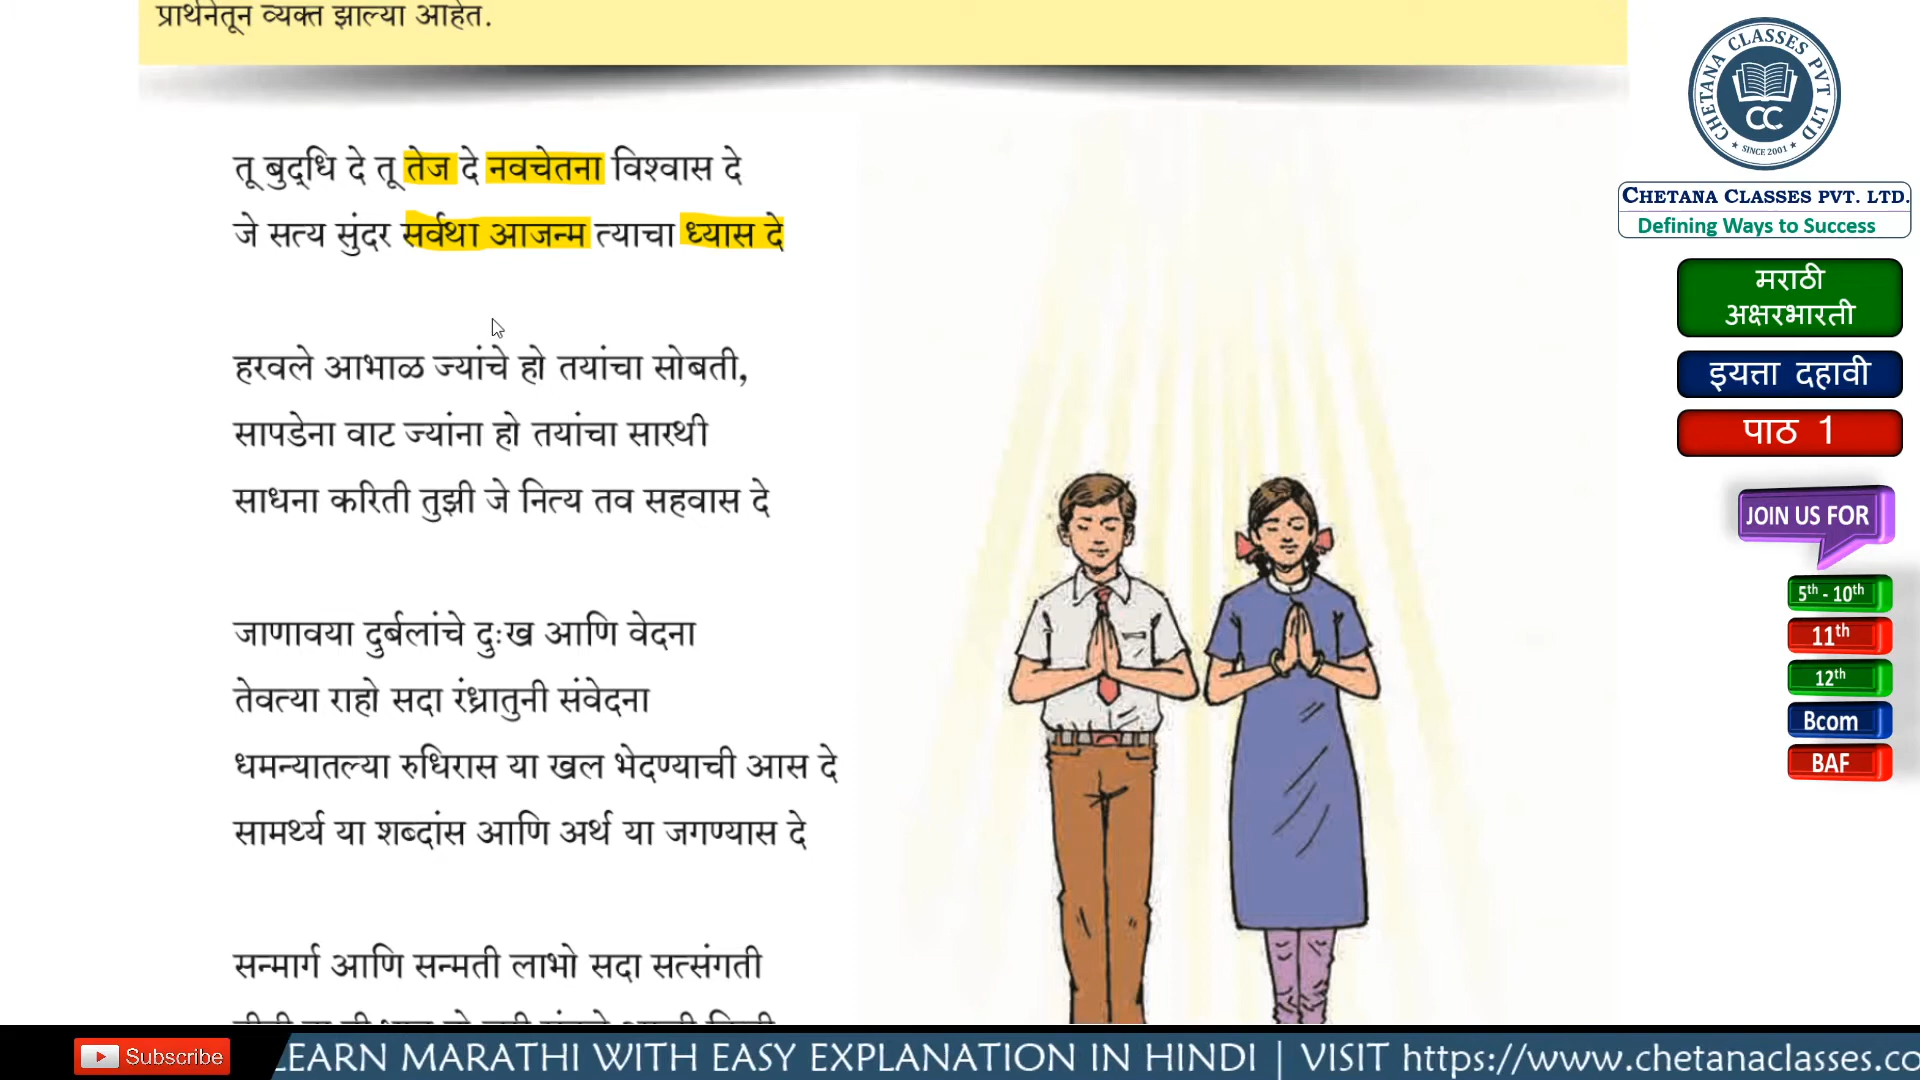 प्रार्थनेतून व्यक्त झाल्या आहेत.
तू बुद्धि दे तू तेज दे नवचेतना विश्वास दे
जे सत्य सुंदर सर्वथा आजन्म त्याचा ध्यास दे
हरवले आभाळ ज्यांचे हो तयांचा सोबती,
सापडेना वाट ज्यांना हो तयांचा सारथी
साधना करिती तुझी जे नित्य तव सहवास दे
जाणावया दुर्बलांचे दुःख आणि वेदना
तेवत्या राहो सदा रंध्रातुनी संवेदना
धमन्यातल्या रुधिरास या खल भेदण्याची आस दे
सामर्थ्य या शब्दांस आणि अर्थ या जगण्यास दे
सन्मार्ग आणि सन्मती लाभो सदा सत्संगती
CHETANA CLASSES PVT LTD
CC
SINCE 2001
CHETANA CLASSES PVT. LTD.
Defining Ways to Success
मराठी
अक्षरभारती
इयत्ता दहावी
पाठ 1
JOIN US FOR
5th - 10th
11th
12th
Bcom
BAF
Subscribe
LEARN MARATHI WITH EASY EXPLANATION IN HINDI | VISIT https://www.chetanaclasses.co